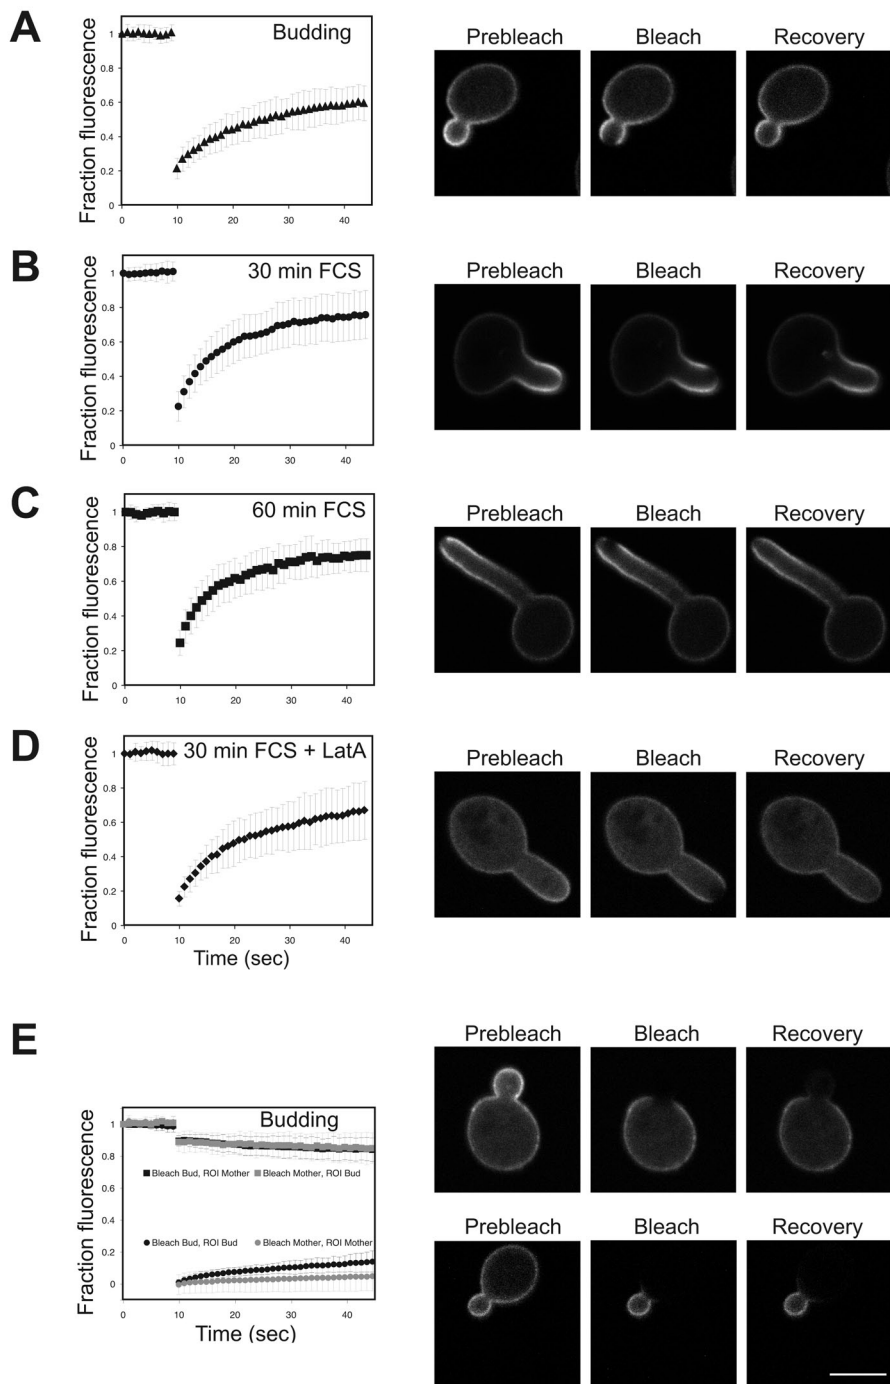 A
Budding
Prebleach
Bleach
Recovery
Fraction fluorescence
1
0.8
0.6
0.4
0.2
0
0 10 20 30 40
B
30 min FCS
Prebleach
Bleach
Recovery
Fraction fluorescence
1
0.8
0.6
0.4
0.2
0
0 10 20 30 40
C
60 min FCS
Prebleach
Bleach
Recovery
Fraction fluorescence
1
0.8
0.6
0.4
0.2
0
0 10 20 30 40
D
30 min FCS + LatA
Prebleach
Bleach
Recovery
Fraction fluorescence
1
0.8
0.6
0.4
0.2
0
0 10 20 30 40
Time (sec)
E
Prebleach
Bleach
Recovery
Budding
Fraction fluorescence
1
0.8
0.6
0.4
0.2
0
Bleach Bud, ROI Mother
Bleach Mother, ROI Bud
Bleach Bud, ROI Bud
Bleach Mother, ROI Mother
0 10 20 30 40
Time (sec)
Prebleach
Bleach
Recovery